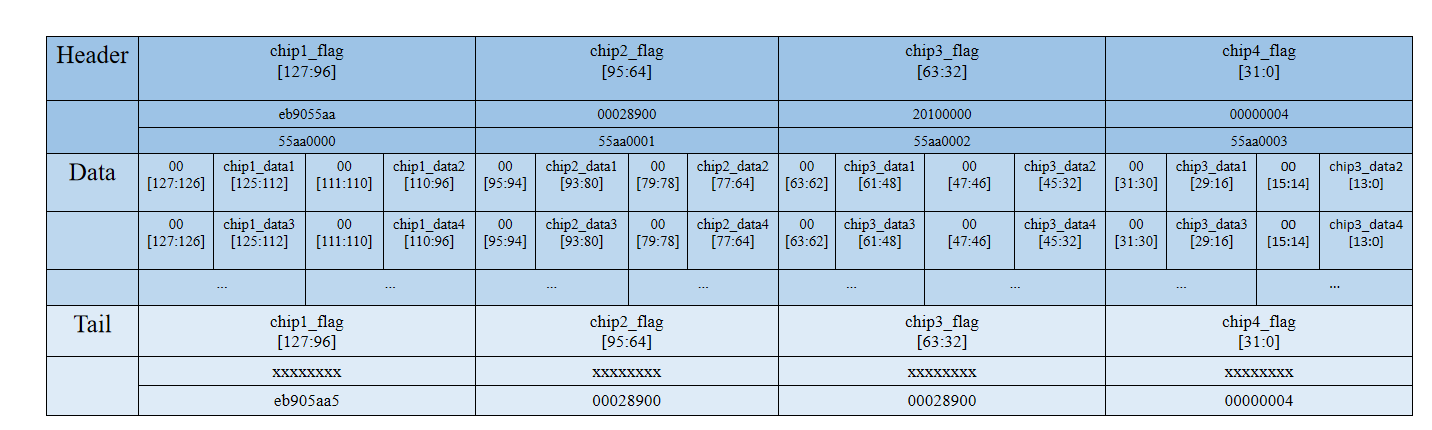 Header chip1_flag chip2_flag chip3_flag chip4_flag
[127:96] [95:64] [63:32] [31:0]
eb9055aa 00028900 20100000 00000004
55aa0000 55aa0001 55aa0002 55aa0003
Data 00 chip1_data1 00 chip1_data2 00 chip2_data1 00 chip2_data2 00 chip3_data1 00 chip3_data2 00 chip3_data1 00 chip3_data2
[127:126] [125:112] [111:110] [110:96] [95:94] [93:80] [79:78] [77:64] [63:62] [61:48] [47:46] [45:32] [31:30] [29:16] [15:14] [13:0]
00 chip1_data3 00 chip1_data4 00 chip2_data3 00 chip2_data4 00 chip3_data3 00 chip3_data4 00 chip3_data3 00 chip3_data4
[127:126] [125:112] [111:110] [110:96] [95:94] [93:80] [79:78] [77:64] [63:62] [61:48] [47:46] [45:32] [31:30] [29:16] [15:14] [13:0]
... ... ... ... ... ... ... ...
Tail chip1_flag chip2_flag chip3_flag chip4_flag
[127:96] [95:64] [63:32] [31:0]
xxxxxxxx xxxxxxxx xxxxxxxx xxxxxxxx
eb905aa5 00028900 00028900 00000004